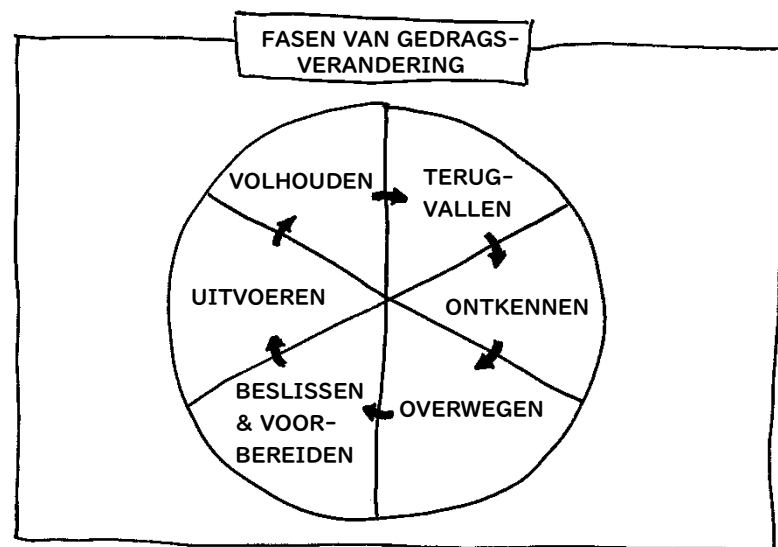 FASEN VAN GEDRAGS-
VERANDERING
VOLHOUDEN
TERUG-
VALLEN
UITVOEREN
ONTKENNEN
BESLISSEN
& VOOR-
BEREIDEN
OVERWEGEN